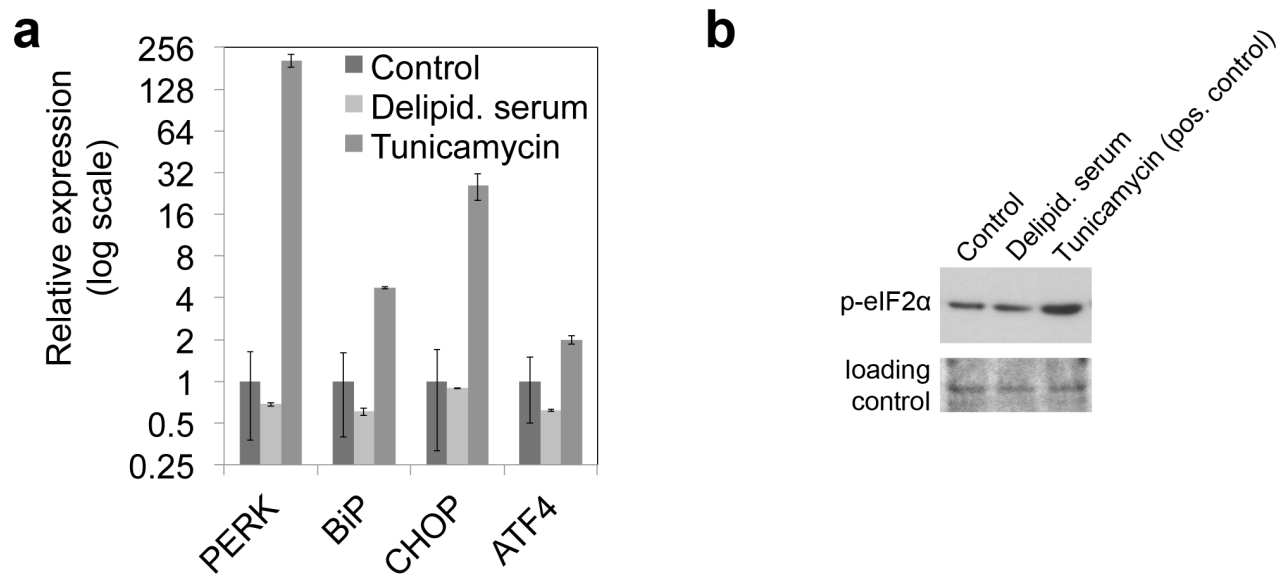 a
Relative expression
(log scale)
256
128
64
32
16
8
4
2
1
0.5
0.25
Control
Delipid. serum
Tunicamycin
PERK
BiP
CHOP
ATF4
b
Control
Delipid. serum
Tunicamycin (pos. control)
p-eIF2α
loading
control